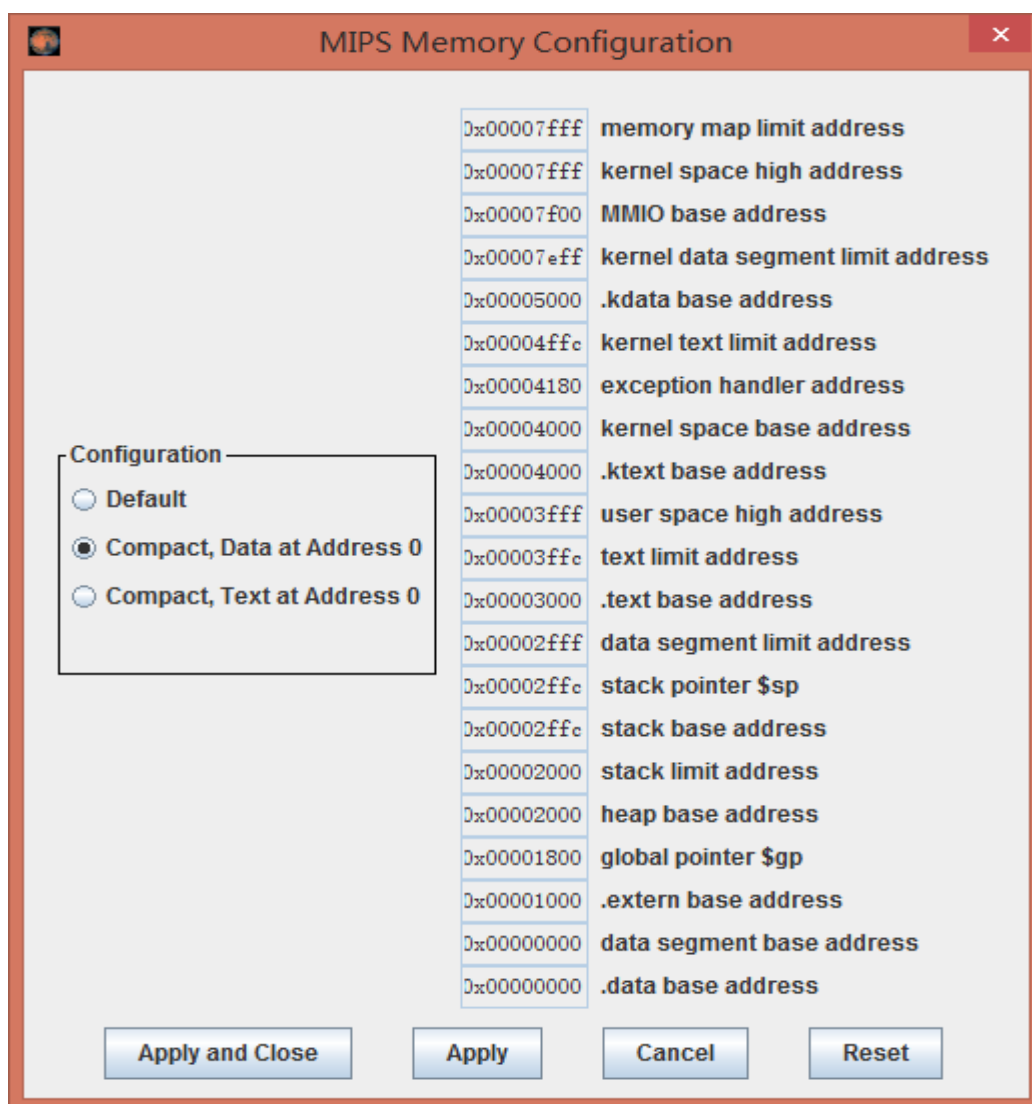 MIPS Memory Configuration
0x00007fff memory map limit address
0x00007fff kernel space high address
0x00007f00 MMIO base address
0x00007eff kernel data segment limit address
0x00005000 .kdata base address
0x00004ffc kernel text limit address
0x00004180 exception handler address
0x00004000 kernel space base address
0x00004000 .ktext base address
0x00003fff user space high address
0x00003ffc text limit address
0x00003000 .text base address
0x00002fff data segment limit address
0x00002ffc stack pointer $sp
0x00002ffc stack base address
0x00002000 stack limit address
0x00002000 heap base address
0x00001800 global pointer $gp
0x00001000 .extern base address
0x00000000 data segment base address
0x00000000 .data base address
Configuration
Default
Compact, Data at Address 0
Compact, Text at Address 0
Apply and Close Apply Cancel Reset